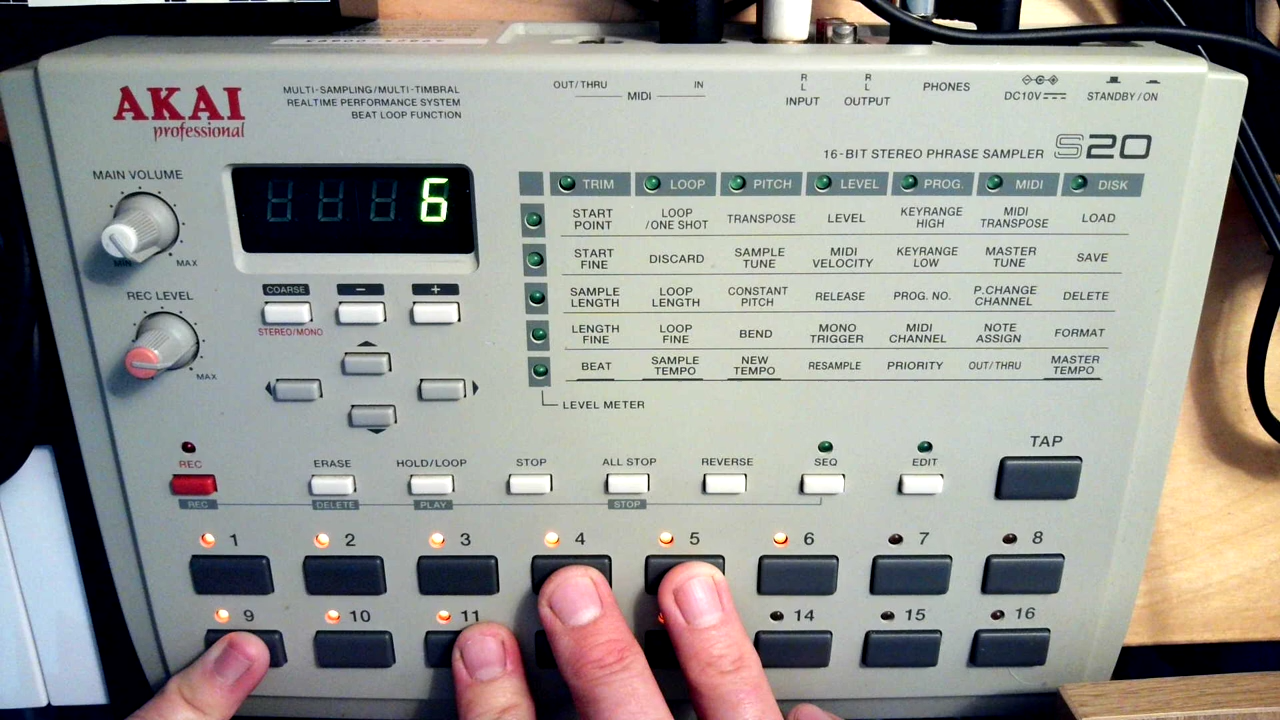 AKAI
professional
MULTI-SAMPLING/MULTI-TIMBRAL
REALTIME PERFORMANCE SYSTEM
BEAT LOOP FUNCTION
OUT/THRU MIDI IN
R L INPUT
R L OUTPUT
PHONES
DC10V
STANDBY/ON
16-BIT STEREO PHRASE SAMPLER S20
MAIN VOLUME
MIN MAX
REC LEVEL
MAX
6
COARSE - +
STEREO/MONO
TRIM LOOP PITCH LEVEL PROG. MIDI DISK
START POINT LOOP /ONE SHOT TRANSPOSE LEVEL KEYRANGE HIGH MIDI TRANSPOSE LOAD
START FINE DISCARD SAMPLE TUNE MIDI VELOCITY KEYRANGE LOW MASTER TUNE SAVE
SAMPLE LENGTH LOOP LENGTH CONSTANT PITCH RELEASE PROG. NO. P.CHANGE CHANNEL DELETE
LENGTH FINE LOOP FINE BEND MONO TRIGGER MIDI CHANNEL NOTE ASSIGN FORMAT
BEAT SAMPLE TEMPO NEW TEMPO RESAMPLE PRIORITY OUT/THRU MASTER TEMPO
LEVEL METER
REC ERASE HOLD/LOOP STOP ALL STOP REVERSE SEQ EDIT TAP
REC DELETE PLAY STOP
1 2 3 4 5 6 7 8
9 10 11 14 15 16